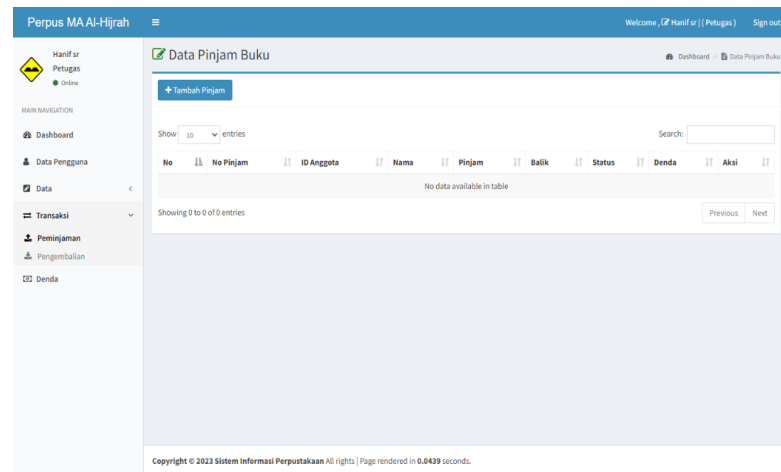 Perpus MA Al-Hijrah
Welcome , Hanif sr | ( Petugas )
Sign out
Hanif sr
Petugas
Online
MAIN NAVIGATION
Dashboard
Data Pengguna
Data
Transaksi
Peminjaman
Pengembalian
Denda
Data Pinjam Buku
Dashboard > Data Pinjam Buku
+ Tambah Pinjam
Show 10 entries
Search:
No No Pinjam ID Anggota Nama Pinjam Balik Status Denda Aksi
No data available in table
Showing 0 to 0 of 0 entries
Previous Next
Copyright © 2023 Sistem Informasi Perpustakaan All rights | Page rendered in 0.0439 seconds.